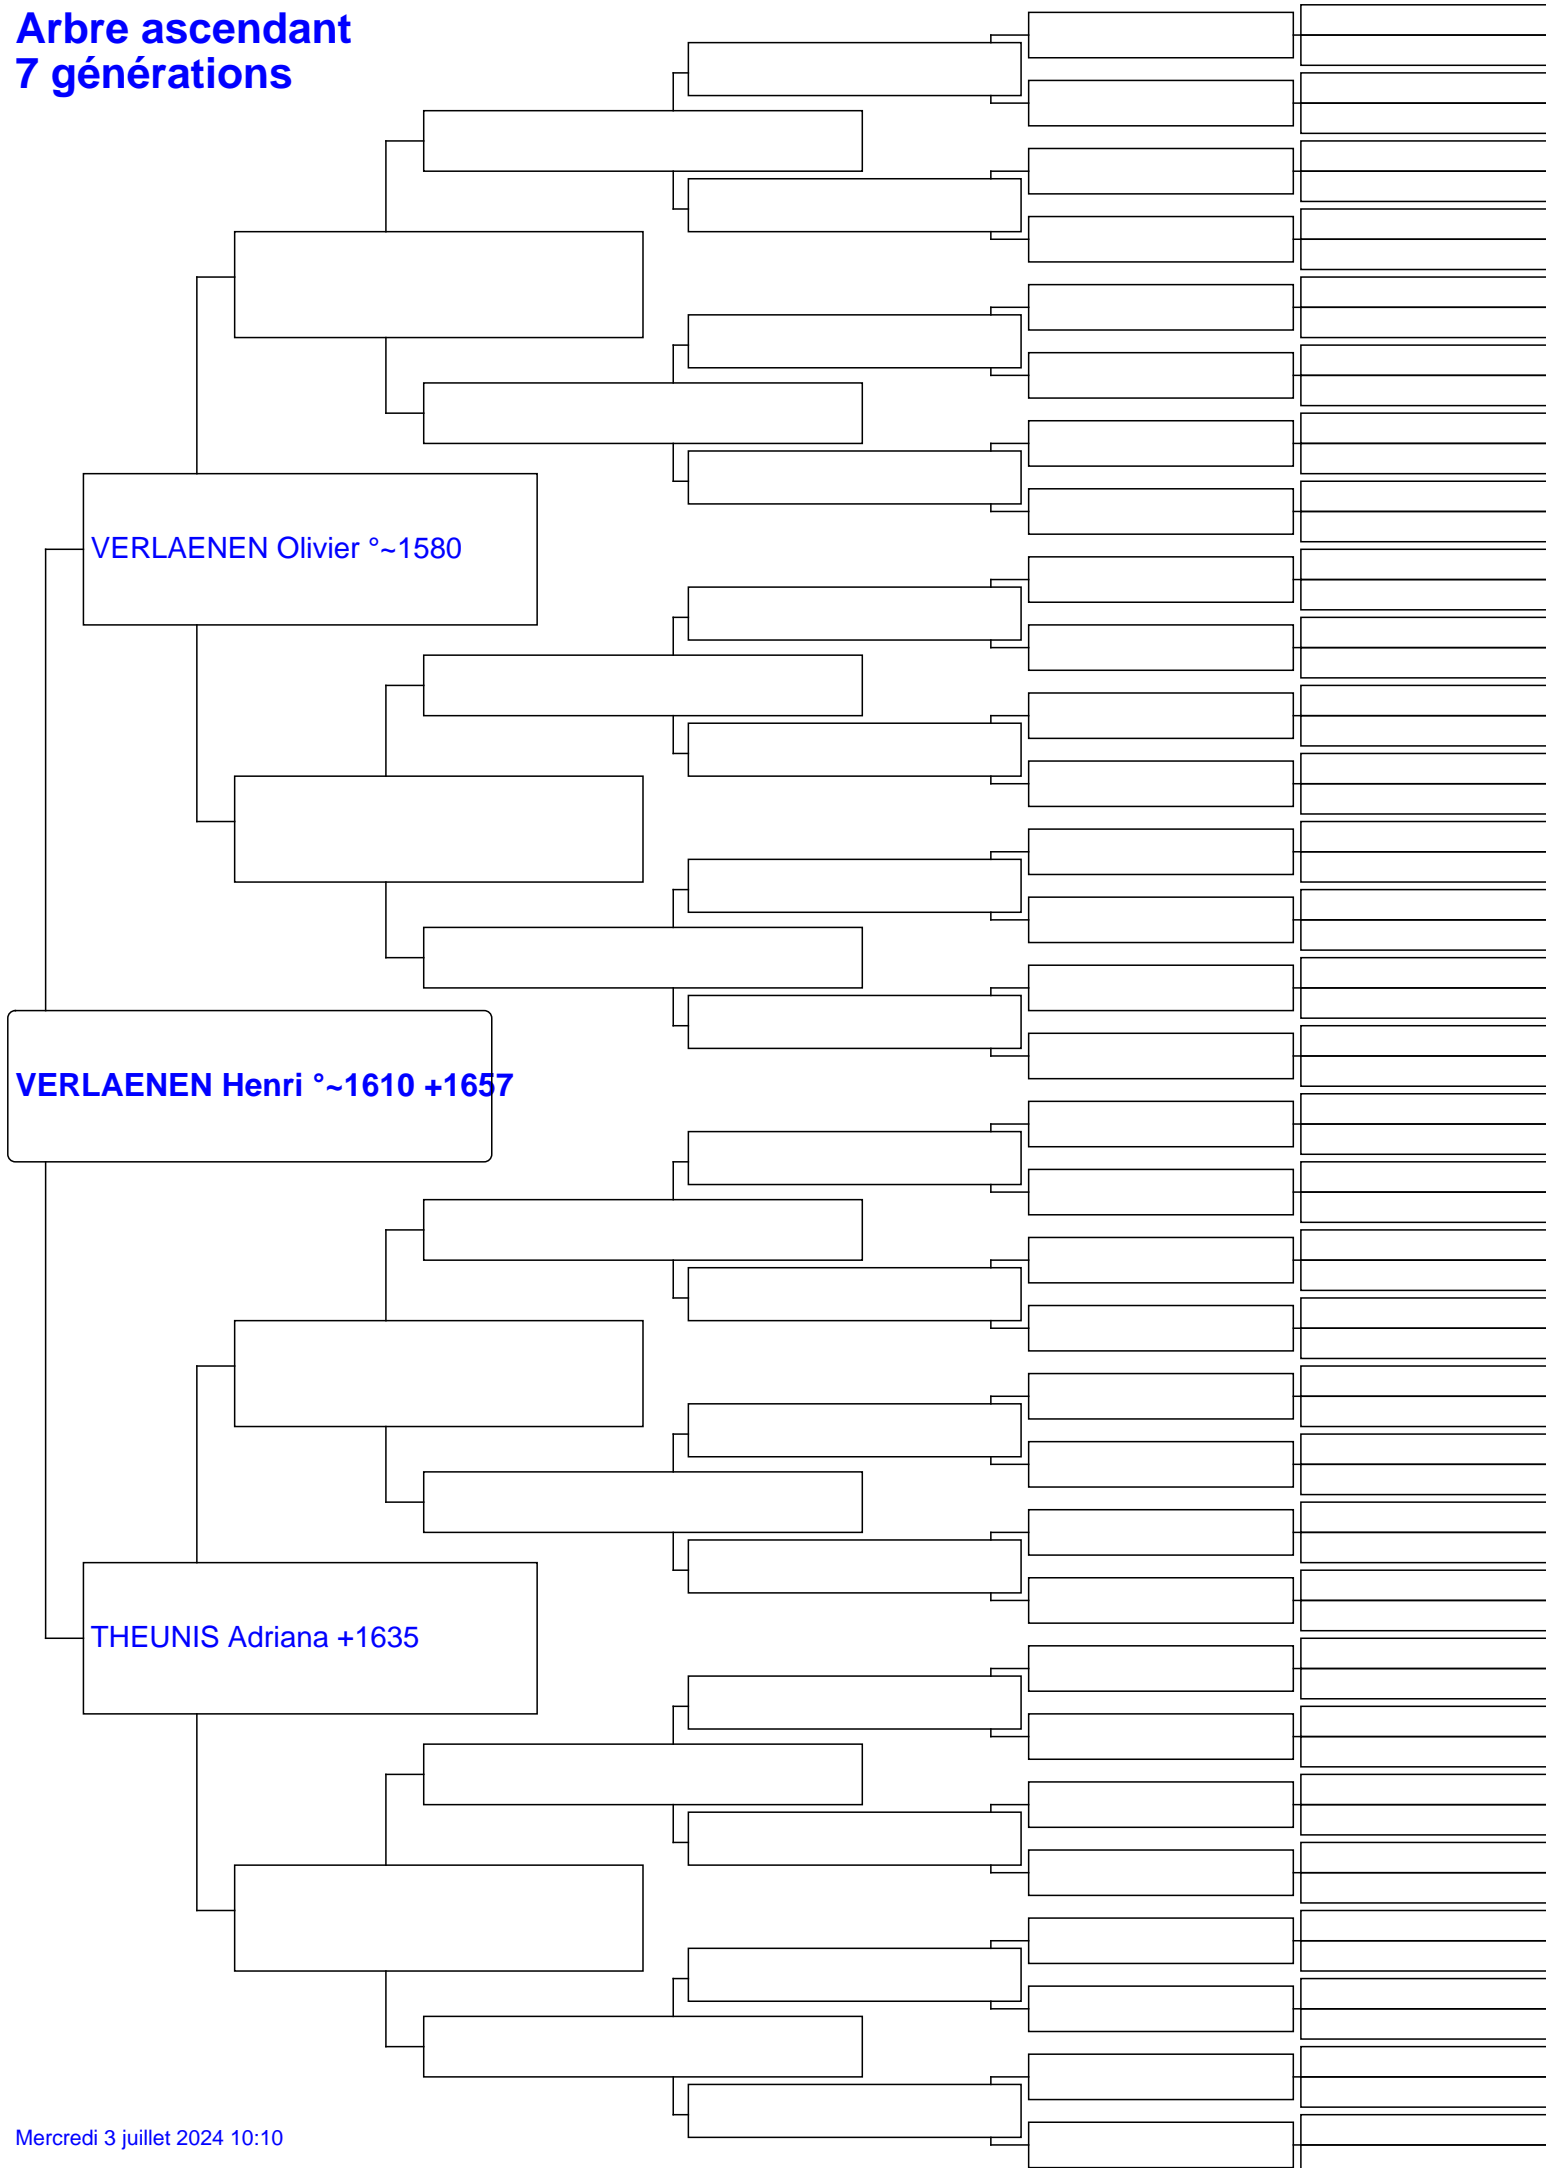 Arbre ascendant
7 générations
VERLAENEN Olivier °~1580
VERLAENEN Henri °~1610 +1657
THEUNIS Adriana +1635
Mercredi 3 juillet 2024 10:10